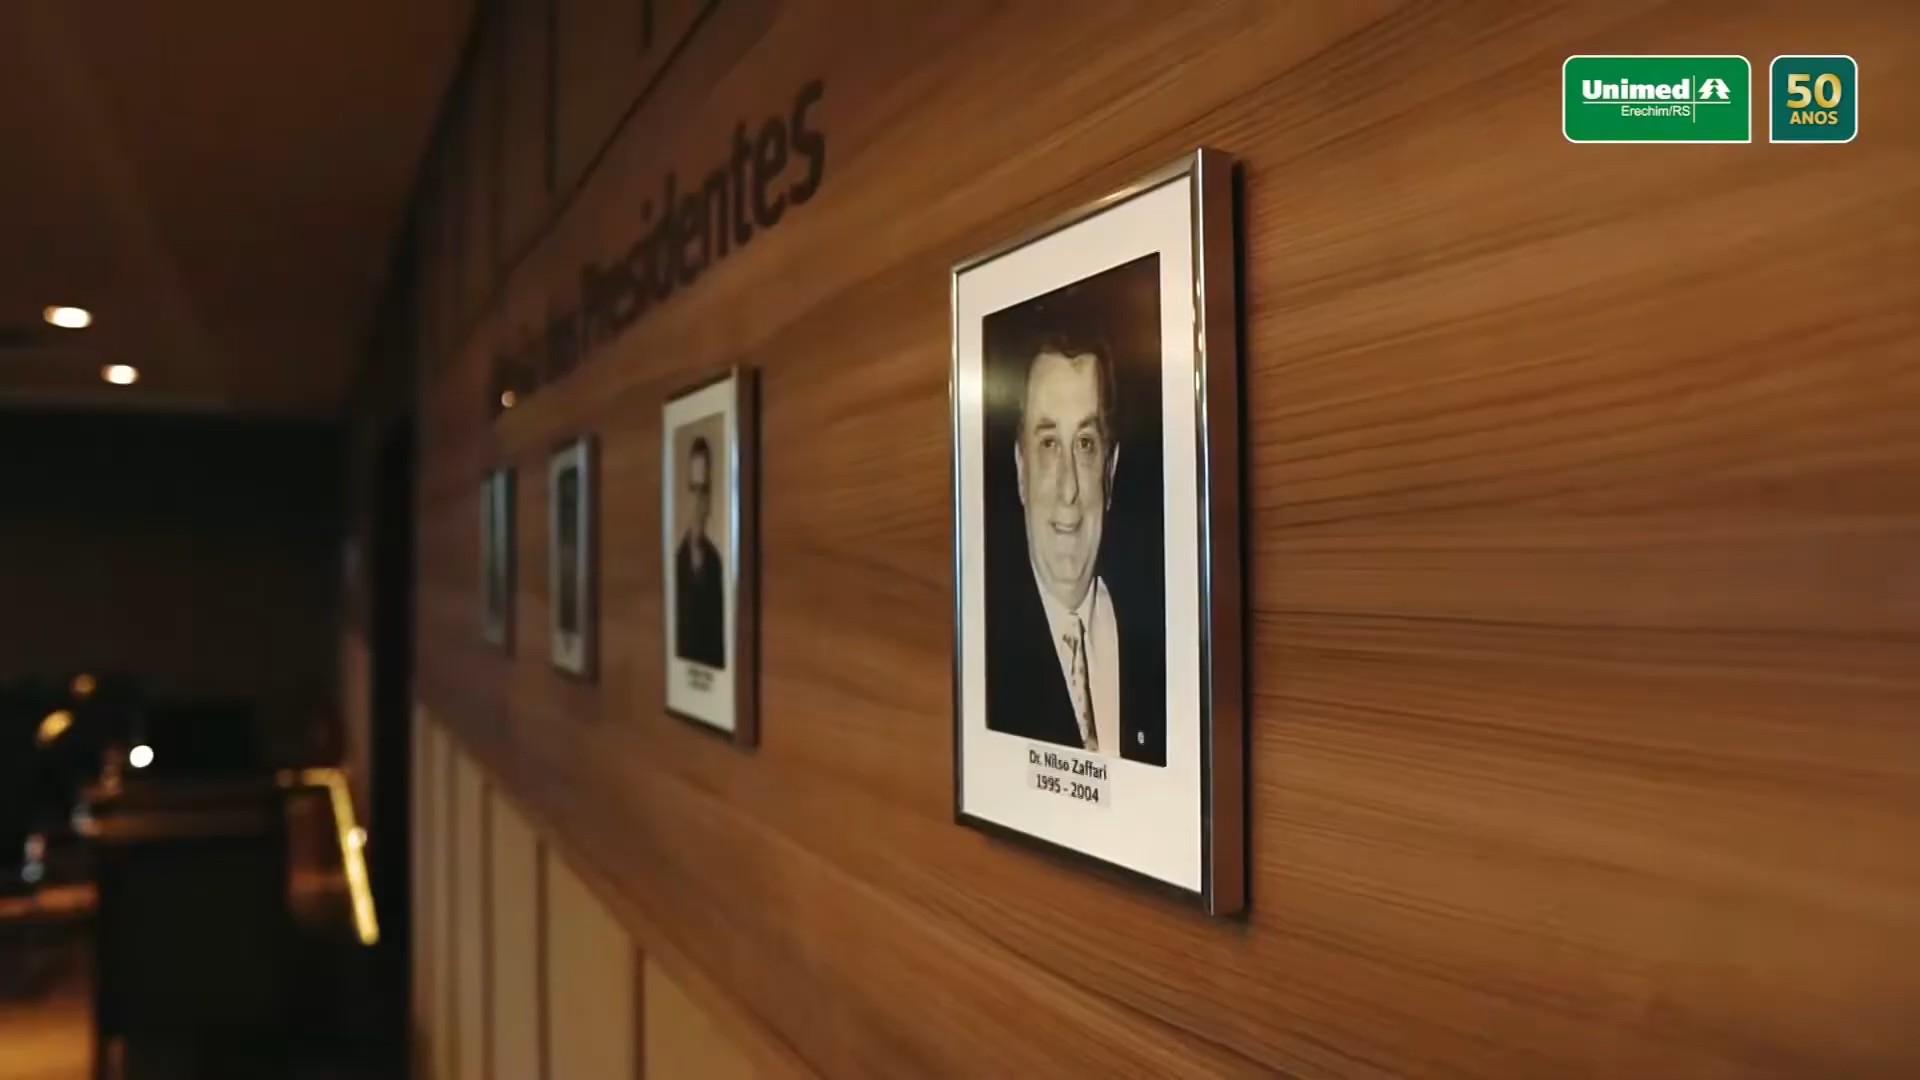 Unimed
Erechim/RS
50
ANOS
Presidentes
Dr. Nilso Zaffari
1995 - 2004